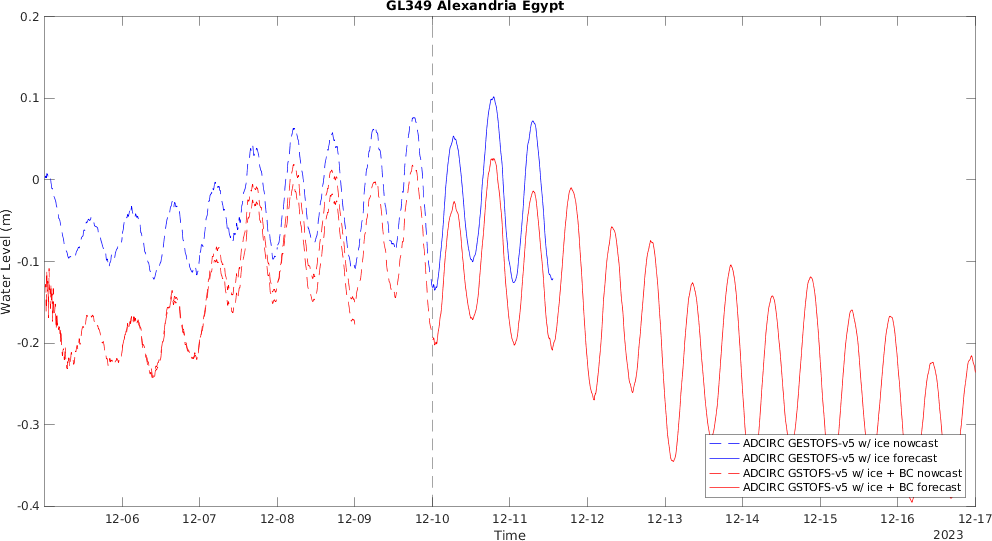 GL349 Alexandria Egypt
0.2
0.1
0
-0.1
-0.2
-0.3
-0.4
Water Level (m)
ADCIRC GESTOFS-v5 w/ ice nowcast
ADCIRC GESTOFS-v5 w/ ice forecast
ADCIRC GSTOFS-v5 w/ ice + BC nowcast
ADCIRC GSTOFS-v5 w/ ice + BC forecast
12-06 12-07 12-08 12-09 12-10 12-11 12-12 12-13 12-14 12-15 12-16 12-17
Time
2023